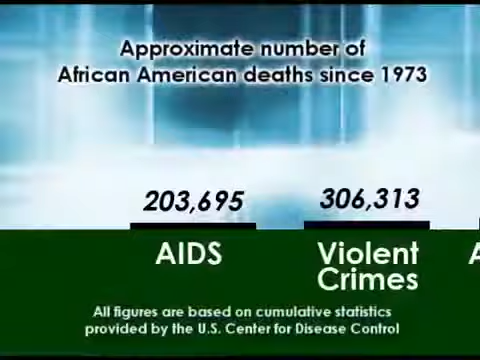 Approximate number of
African American deaths since 1973
203,695
306,313
AIDS
Violent
Crimes
A
All figures are based on cumulative statistics
provided by the U.S. Center for Disease Control